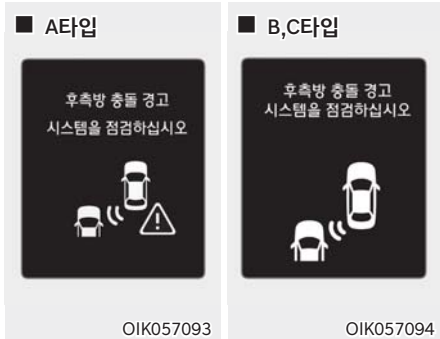 ■ A타입
후측방 충돌 경고
시스템을 점검하십시오
OIK057093
■ B,C타입
후측방 충돌 경고
시스템을 점검하십시오
OIK057094